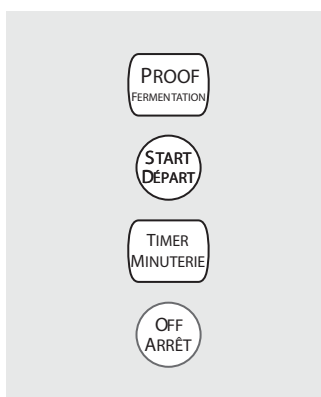 PROOF
FERMENTATION
START
DÉPART
TIMER
MINUTERIE
OFF
ARRÊT